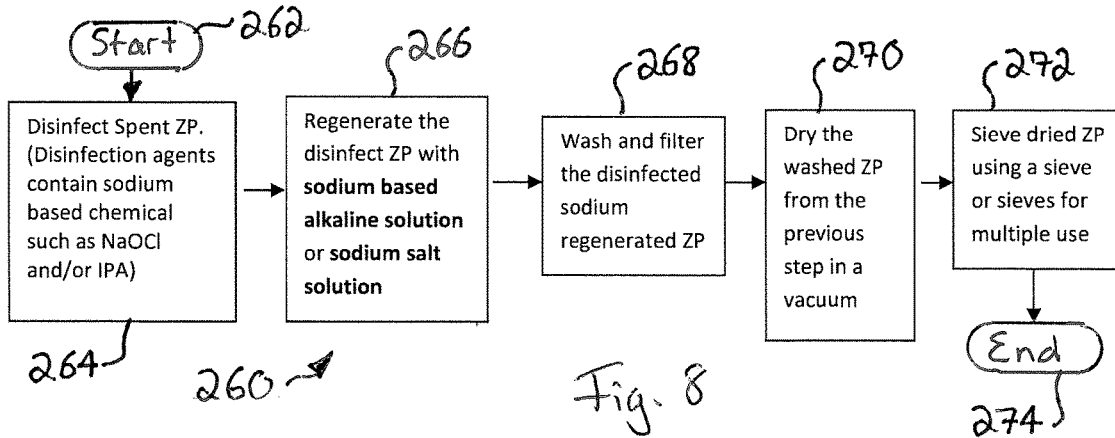 Start
262
Disinfect Spent ZP.
(Disinfection agents
contain sodium
based chemical
such as NaOCl
and/or IPA)
264
266
Regenerate the
disinfect ZP with
sodium based
alkaline solution
or sodium salt
solution
260
268
Wash and filter
the disinfected
sodium
regenerated ZP
270
Dry the
washed ZP
from the
previous
step in a
vacuum
272
Sieve dried ZP
using a sieve
or sieves for
multiple use
End
274
Fig. 8